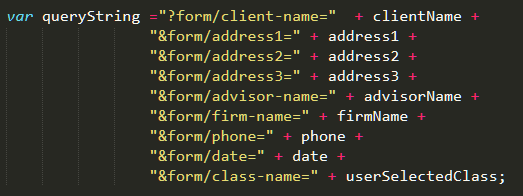 var queryString ="?form/client-name=" + clientName +
"&form/address1=" + address1 +
"&form/address2=" + address2 +
"&form/address3=" + address3 +
"&form/advisor-name=" + advisorName +
"&form/firm-name=" + firmName +
"&form/phone=" + phone +
"&form/date=" + date +
"&form/class-name=" + userSelectedClass;